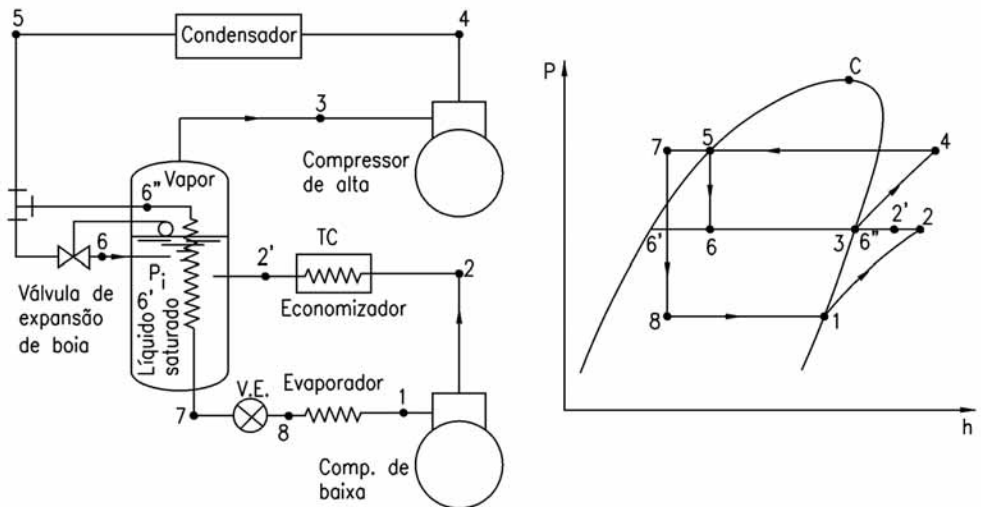 5
Condensador
4
3
Compressor
de alta
Vapor
6"
6
Válvula de
expansão
de boia
Pi
6'
Líquido
saturado
2'
TC
Economizador
2
7
V.E.
8
Evaporador
1
Comp. de
baixa
P
C
7
5
4
6'
6
3
6"
2'
2
8
1
h